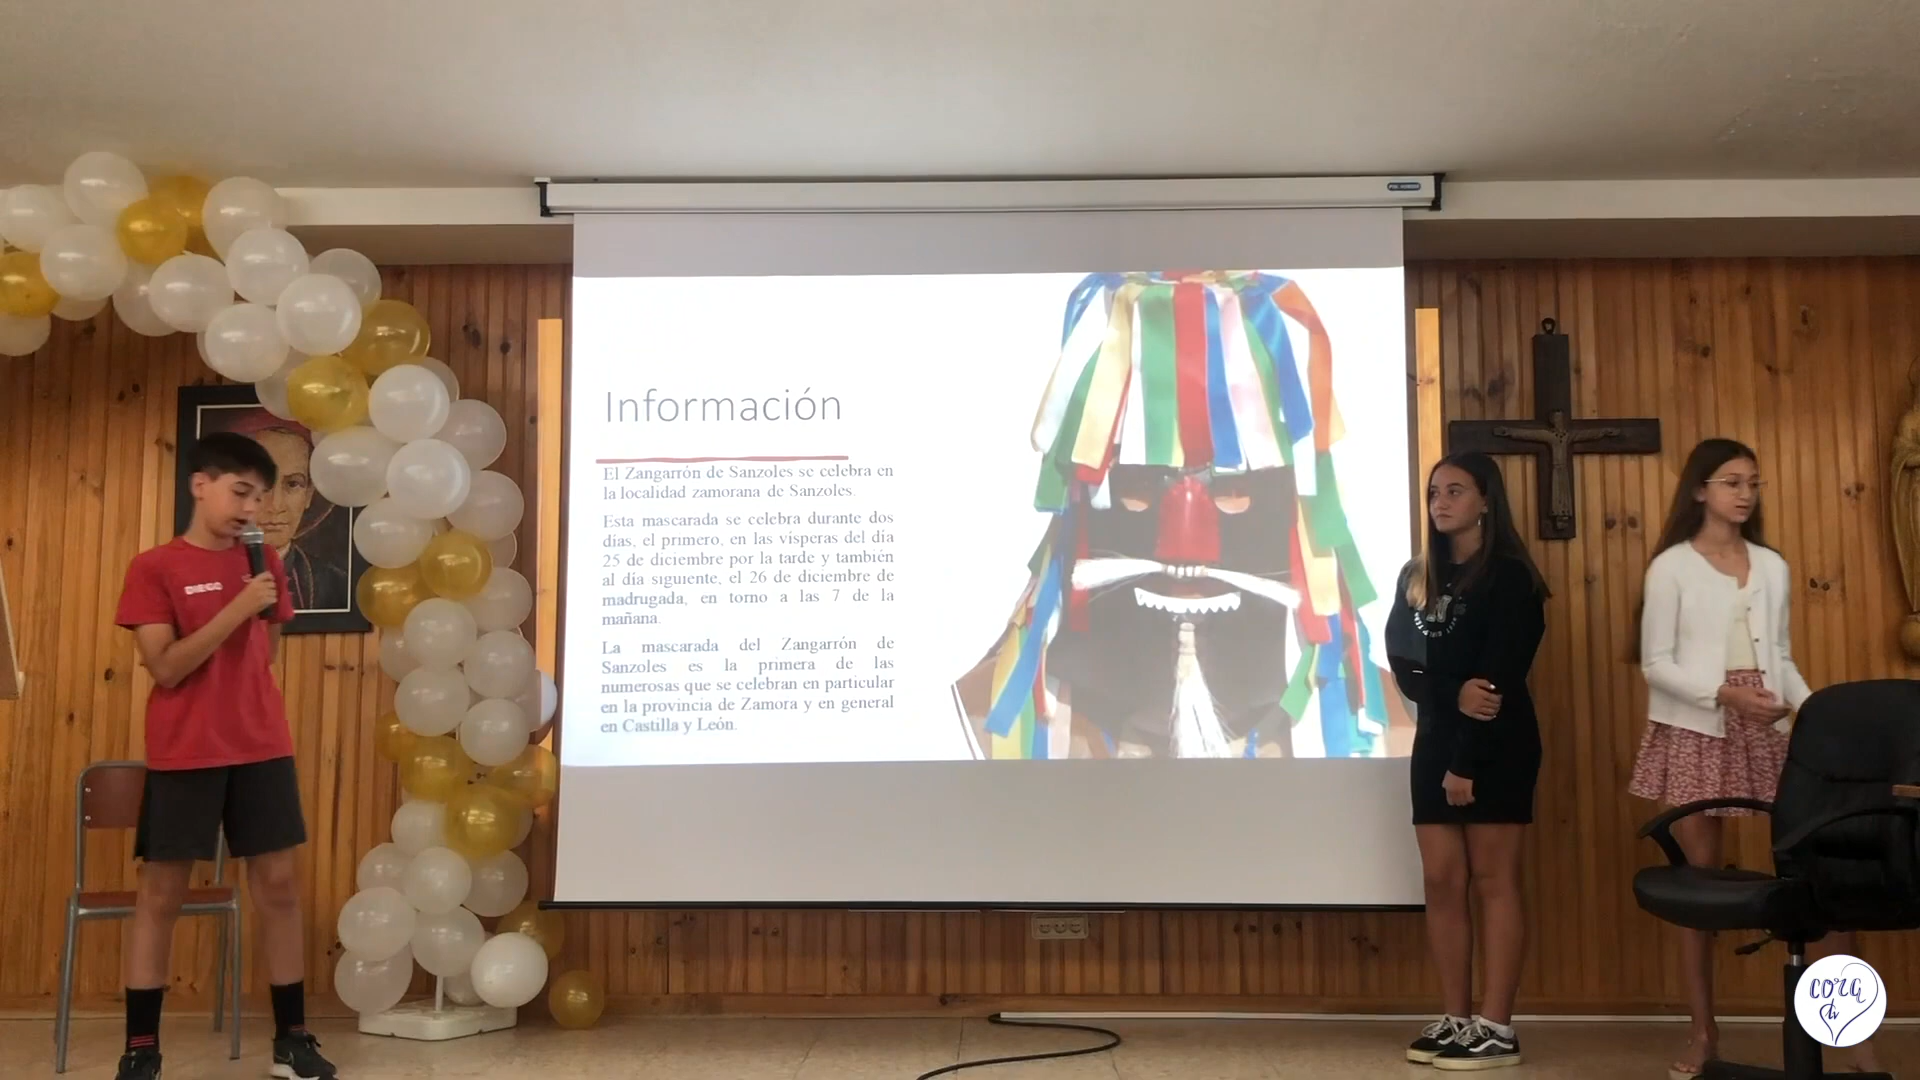 Información
El Zangarrón de Sanzoles se celebra en
la localidad zamorana de Sanzoles.
Esta mascarada se celebra durante dos
días, el primero, en las vísperas del día
25 de diciembre por la tarde y también
al día siguiente, el 26 de diciembre de
madrugada, en torno a las 7 de la
mañana.
La mascarada del Zangarrón de
Sanzoles es la primera de las
numerosas que se celebran en particular
en la provincia de Zamora y en general
en Castilla y León.
DIEGO